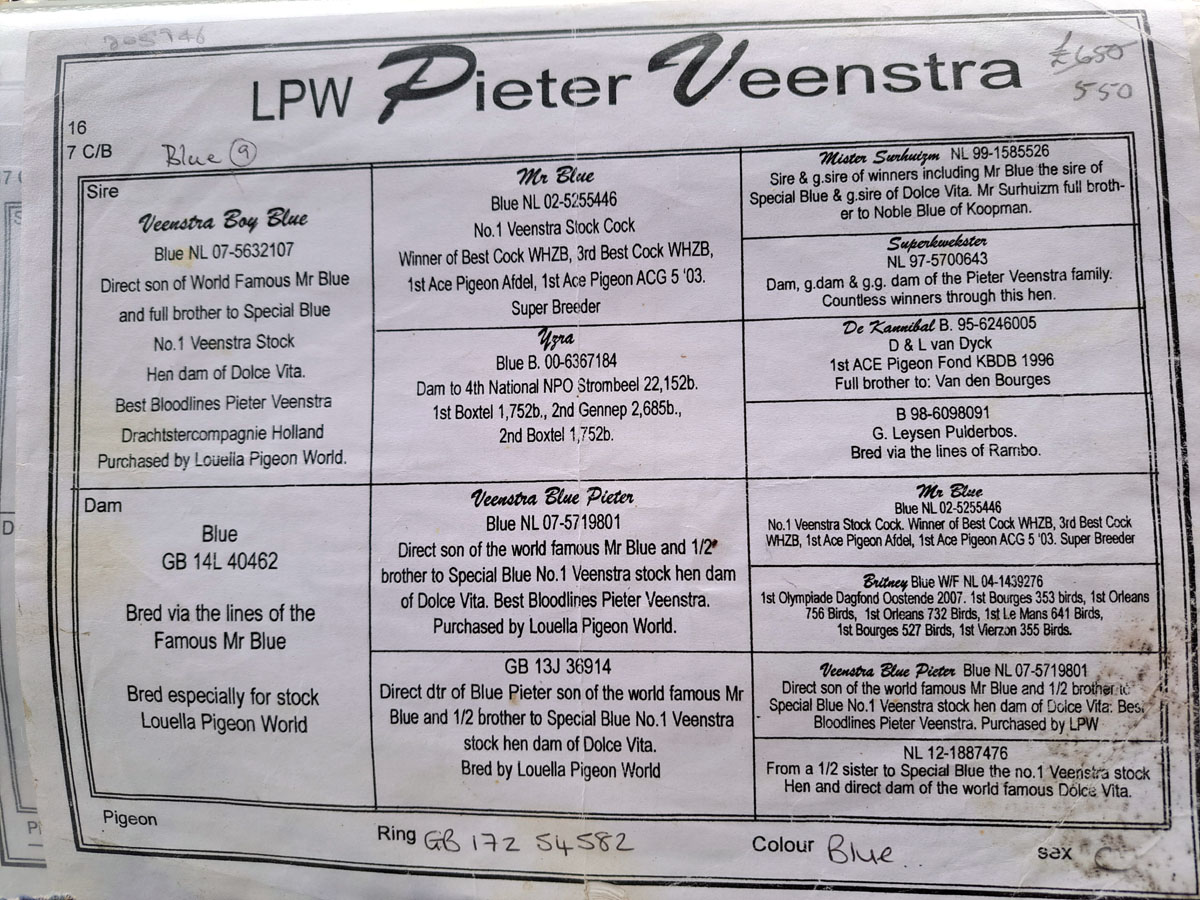 205946
LPW Pieter Veenstra
£650
550
16
7 C/B
Blue 9
Sire
Veenstra Boy Blue
Blue NL 07-5632107
Direct son of World Famous Mr Blue
and full brother to Special Blue
No.1 Veenstra Stock
Hen dam of Dolce Vita.
Best Bloodlines Pieter Veenstra
Drachtstercompagnie Holland
Purchased by Louella Pigeon World.
Dam
Blue
GB 14L 40462
Bred via the lines of the
Famous Mr Blue
Bred especially for stock
Louella Pigeon World
Mr Blue
Blue NL 02-5255446
No.1 Veenstra Stock Cock
Winner of Best Cock WHZB, 3rd Best Cock WHZB,
1st Ace Pigeon Afdel, 1st Ace Pigeon ACG 5 '03.
Super Breeder
Yzra
Blue B. 00-6367184
Dam to 4th National NPO Strombeel 22,152b.
1st Boxtel 1,752b., 2nd Gennep 2,685b.,
2nd Boxtel 1,752b.
Veenstra Blue Pieter
Blue NL 07-5719801
Direct son of the world famous Mr Blue and 1/2
brother to Special Blue No.1 Veenstra stock hen dam
of Dolce Vita. Best Bloodlines Pieter Veenstra.
Purchased by Louella Pigeon World.
GB 13J 36914
Direct dtr of Blue Pieter son of the world famous Mr
Blue and 1/2 brother to Special Blue No.1 Veenstra
stock hen dam of Dolce Vita.
Bred by Louella Pigeon World
Mister Surhuizm NL 99-1585526
Sire & g.sire of winners including Mr Blue the sire of
Special Blue & g.sire of Dolce Vita. Mr Surhuizm full broth-
er to Noble Blue of Koopman.
Superkwekster
NL 97-5700643
Dam, g.dam & g.g. dam of the Pieter Veenstra family.
Countless winners through this hen.
De Kannibal B. 95-6246005
D & L van Dyck
1st ACE Pigeon Fond KBDB 1996
Full brother to: Van den Bourges
B 98-6098091
G. Leysen Pulderbos.
Bred via the lines of Rambo.
Mr Blue
Blue NL 02-5255446
No.1 Veenstra Stock Cock. Winner of Best Cock WHZB, 3rd Best Cock
WHZB, 1st Ace Pigeon Afdel, 1st Ace Pigeon ACG 5 '03. Super Breeder
Britney Blue W/F NL 04-1439276
1st Olympiade Dagfond Oostende 2007. 1st Bourges 353 birds, 1st Orleans
756 Birds, 1st Orleans 732 Birds, 1st Le Mans 641 Birds,
1st Bourges 527 Birds, 1st Vierzon 355 Birds.
Veenstra Blue Pieter Blue NL 07-5719801
Direct son of the world famous Mr Blue and 1/2 brother to
Special Blue No.1 Veenstra stock hen dam of Dolce Vita. Best
Bloodlines Pieter Veenstra. Purchased by LPW
NL 12-1887476
From a 1/2 sister to Special Blue the no.1 Veenstra stock
Hen and direct dam of the world famous Dolce Vita.
Pigeon
Ring GB 17Z 54582
Colour Blue
sex C